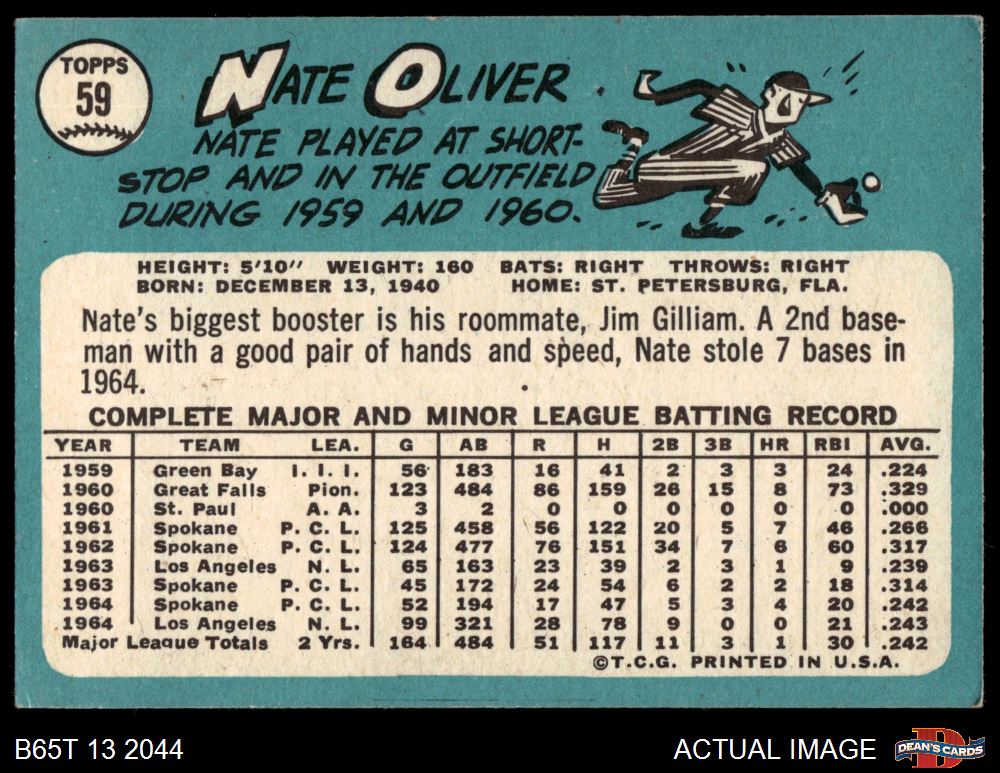 TOPPS
59
NATE OLIVER
NATE PLAYED AT SHORT-
STOP AND IN THE OUTFIELD
DURING 1959 AND 1960.
HEIGHT: 5'10" WEIGHT: 160 BATS: RIGHT THROWS: RIGHT
BORN: DECEMBER 13, 1940 HOME: ST. PETERSBURG, FLA.
Nate's biggest booster is his roommate, Jim Gilliam. A 2nd base-
man with a good pair of hands and speed, Nate stole 7 bases in
1964.
COMPLETE MAJOR AND MINOR LEAGUE BATTING RECORD
YEAR TEAM LEA. G AB R H 2B 3B HR RBI AVG.
1959 Green Bay I. I. I. 56 183 16 41 2 3 3 24 .224
1960 Great Falls Pion. 123 484 86 159 26 15 8 73 .329
1960 St. Paul A. A. 3 2 0 0 0 0 0 0 .000
1961 Spokane P. C. L. 125 458 56 122 20 5 7 46 .266
1962 Spokane P. C. L. 124 477 76 151 34 7 6 60 .317
1963 Los Angeles N. L. 65 163 23 39 2 3 1 9 .239
1963 Spokane P. C. L. 45 172 24 54 6 2 2 18 .314
1964 Spokane P. C. L. 52 194 17 47 5 3 4 20 .242
1964 Los Angeles N. L. 99 321 28 78 9 0 0 21 .243
Major League Totals 2 Yrs. 164 484 51 117 11 3 1 30 .242
©T.C.G. PRINTED IN U.S.A.
B65T 13 2044 ACTUAL IMAGE DEAN'S CARDS